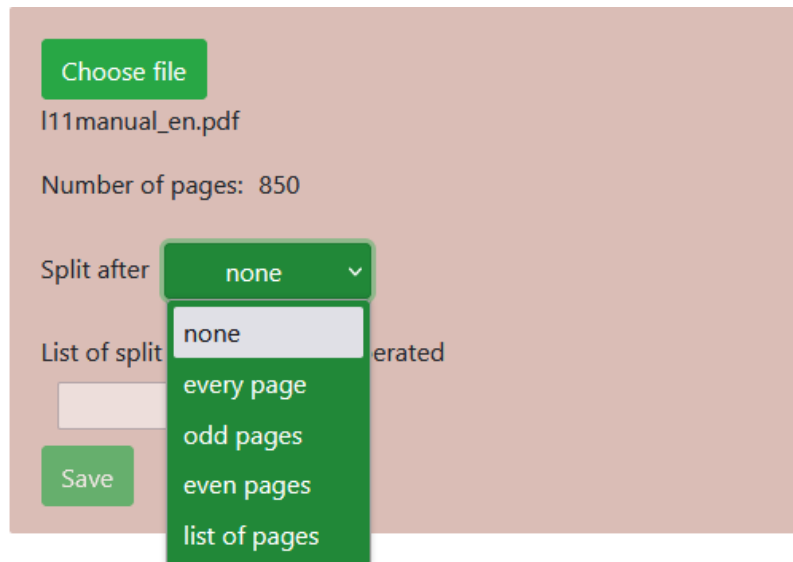 Choose file
l11manual_en.pdf
Number of pages: 850
Split after none
none
List of split erated
every page
odd pages
Save
even pages
list of pages